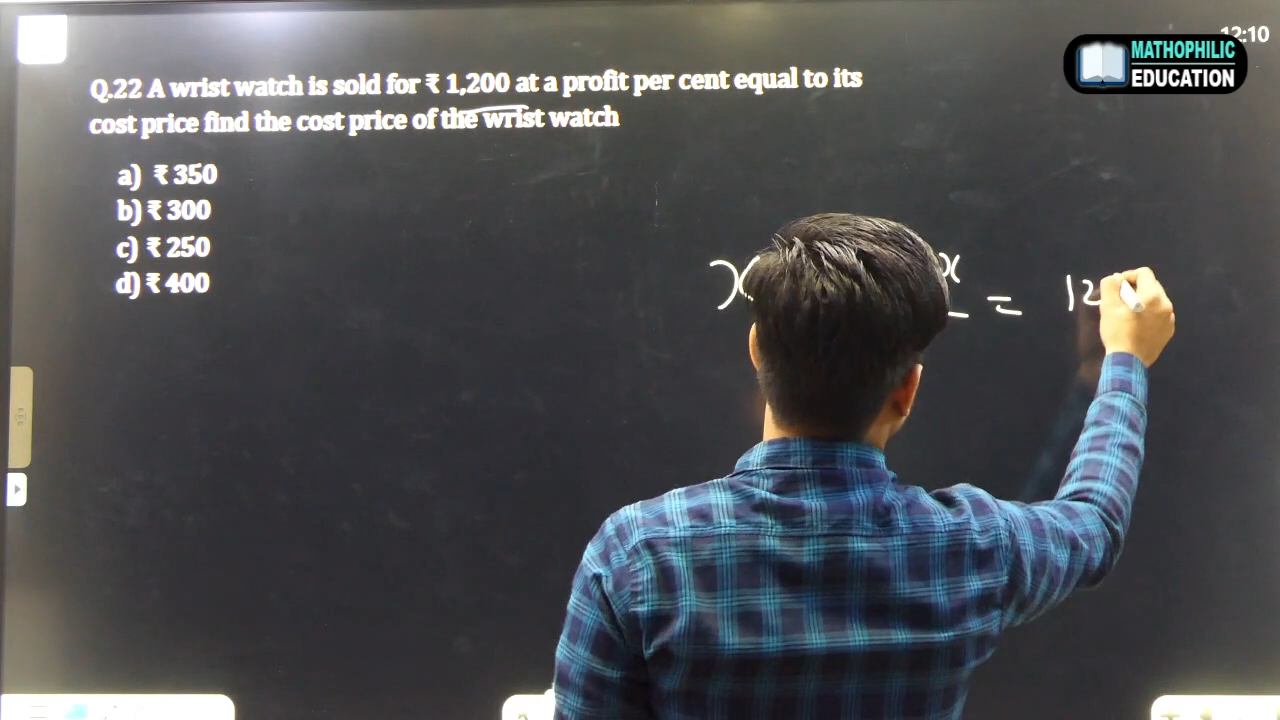 12:10
MATHOPHILIC
EDUCATION
Q.22 A wrist watch is sold for ₹ 1,200 at a profit per cent equal to its
cost price find the cost price of the wrist watch
a) ₹ 350
b) ₹ 300
c) ₹ 250
d) ₹ 400
x x = 12